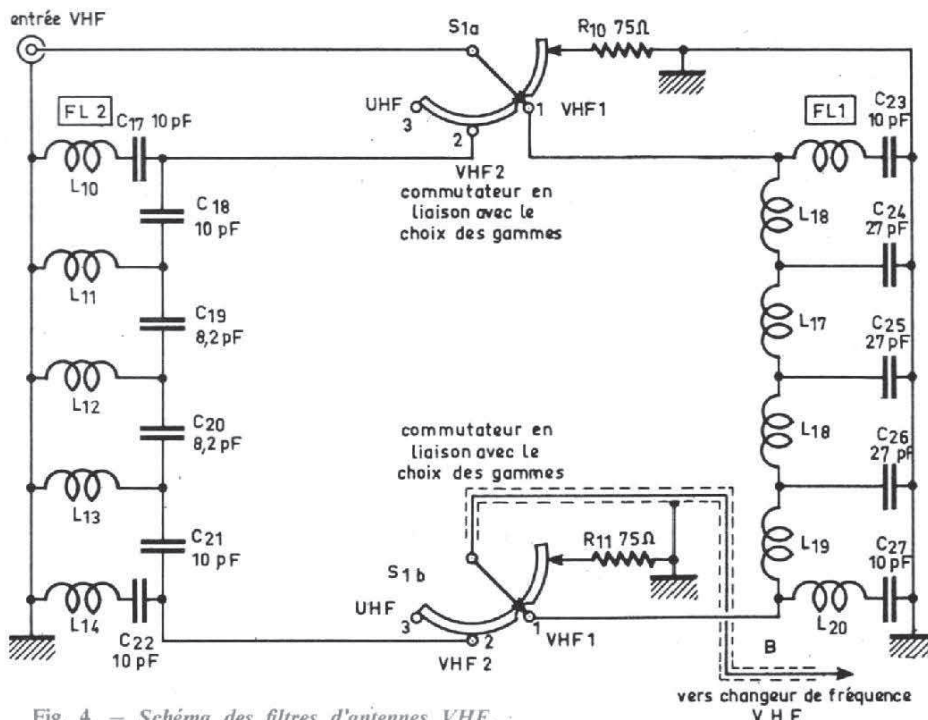 entrée VHF
S1a
R10 75Ω
FL 2
C17 10 pF
UHF
3
2
1
VHF1
FL1
C23
10 pF
L10
VHF2
commutateur en
liaison avec le
choix des gammes
C18
10 pF
L18
C24
27 pF
L11
C19
8,2 pF
L17
C25
27 pF
L12
C20
8,2 pF
commutateur en
liaison avec le
choix des gammes
L18
C26
27 pF
L13
C21
10 pF
S1b
R11 75Ω
L19
C27
10 pF
L14
C22
10 pF
UHF
3
2
VHF 2
1
VHF1
L20
B
vers changeur de fréquence
V H F
Fig. 4. — Schéma des filtres d'antennes VHF